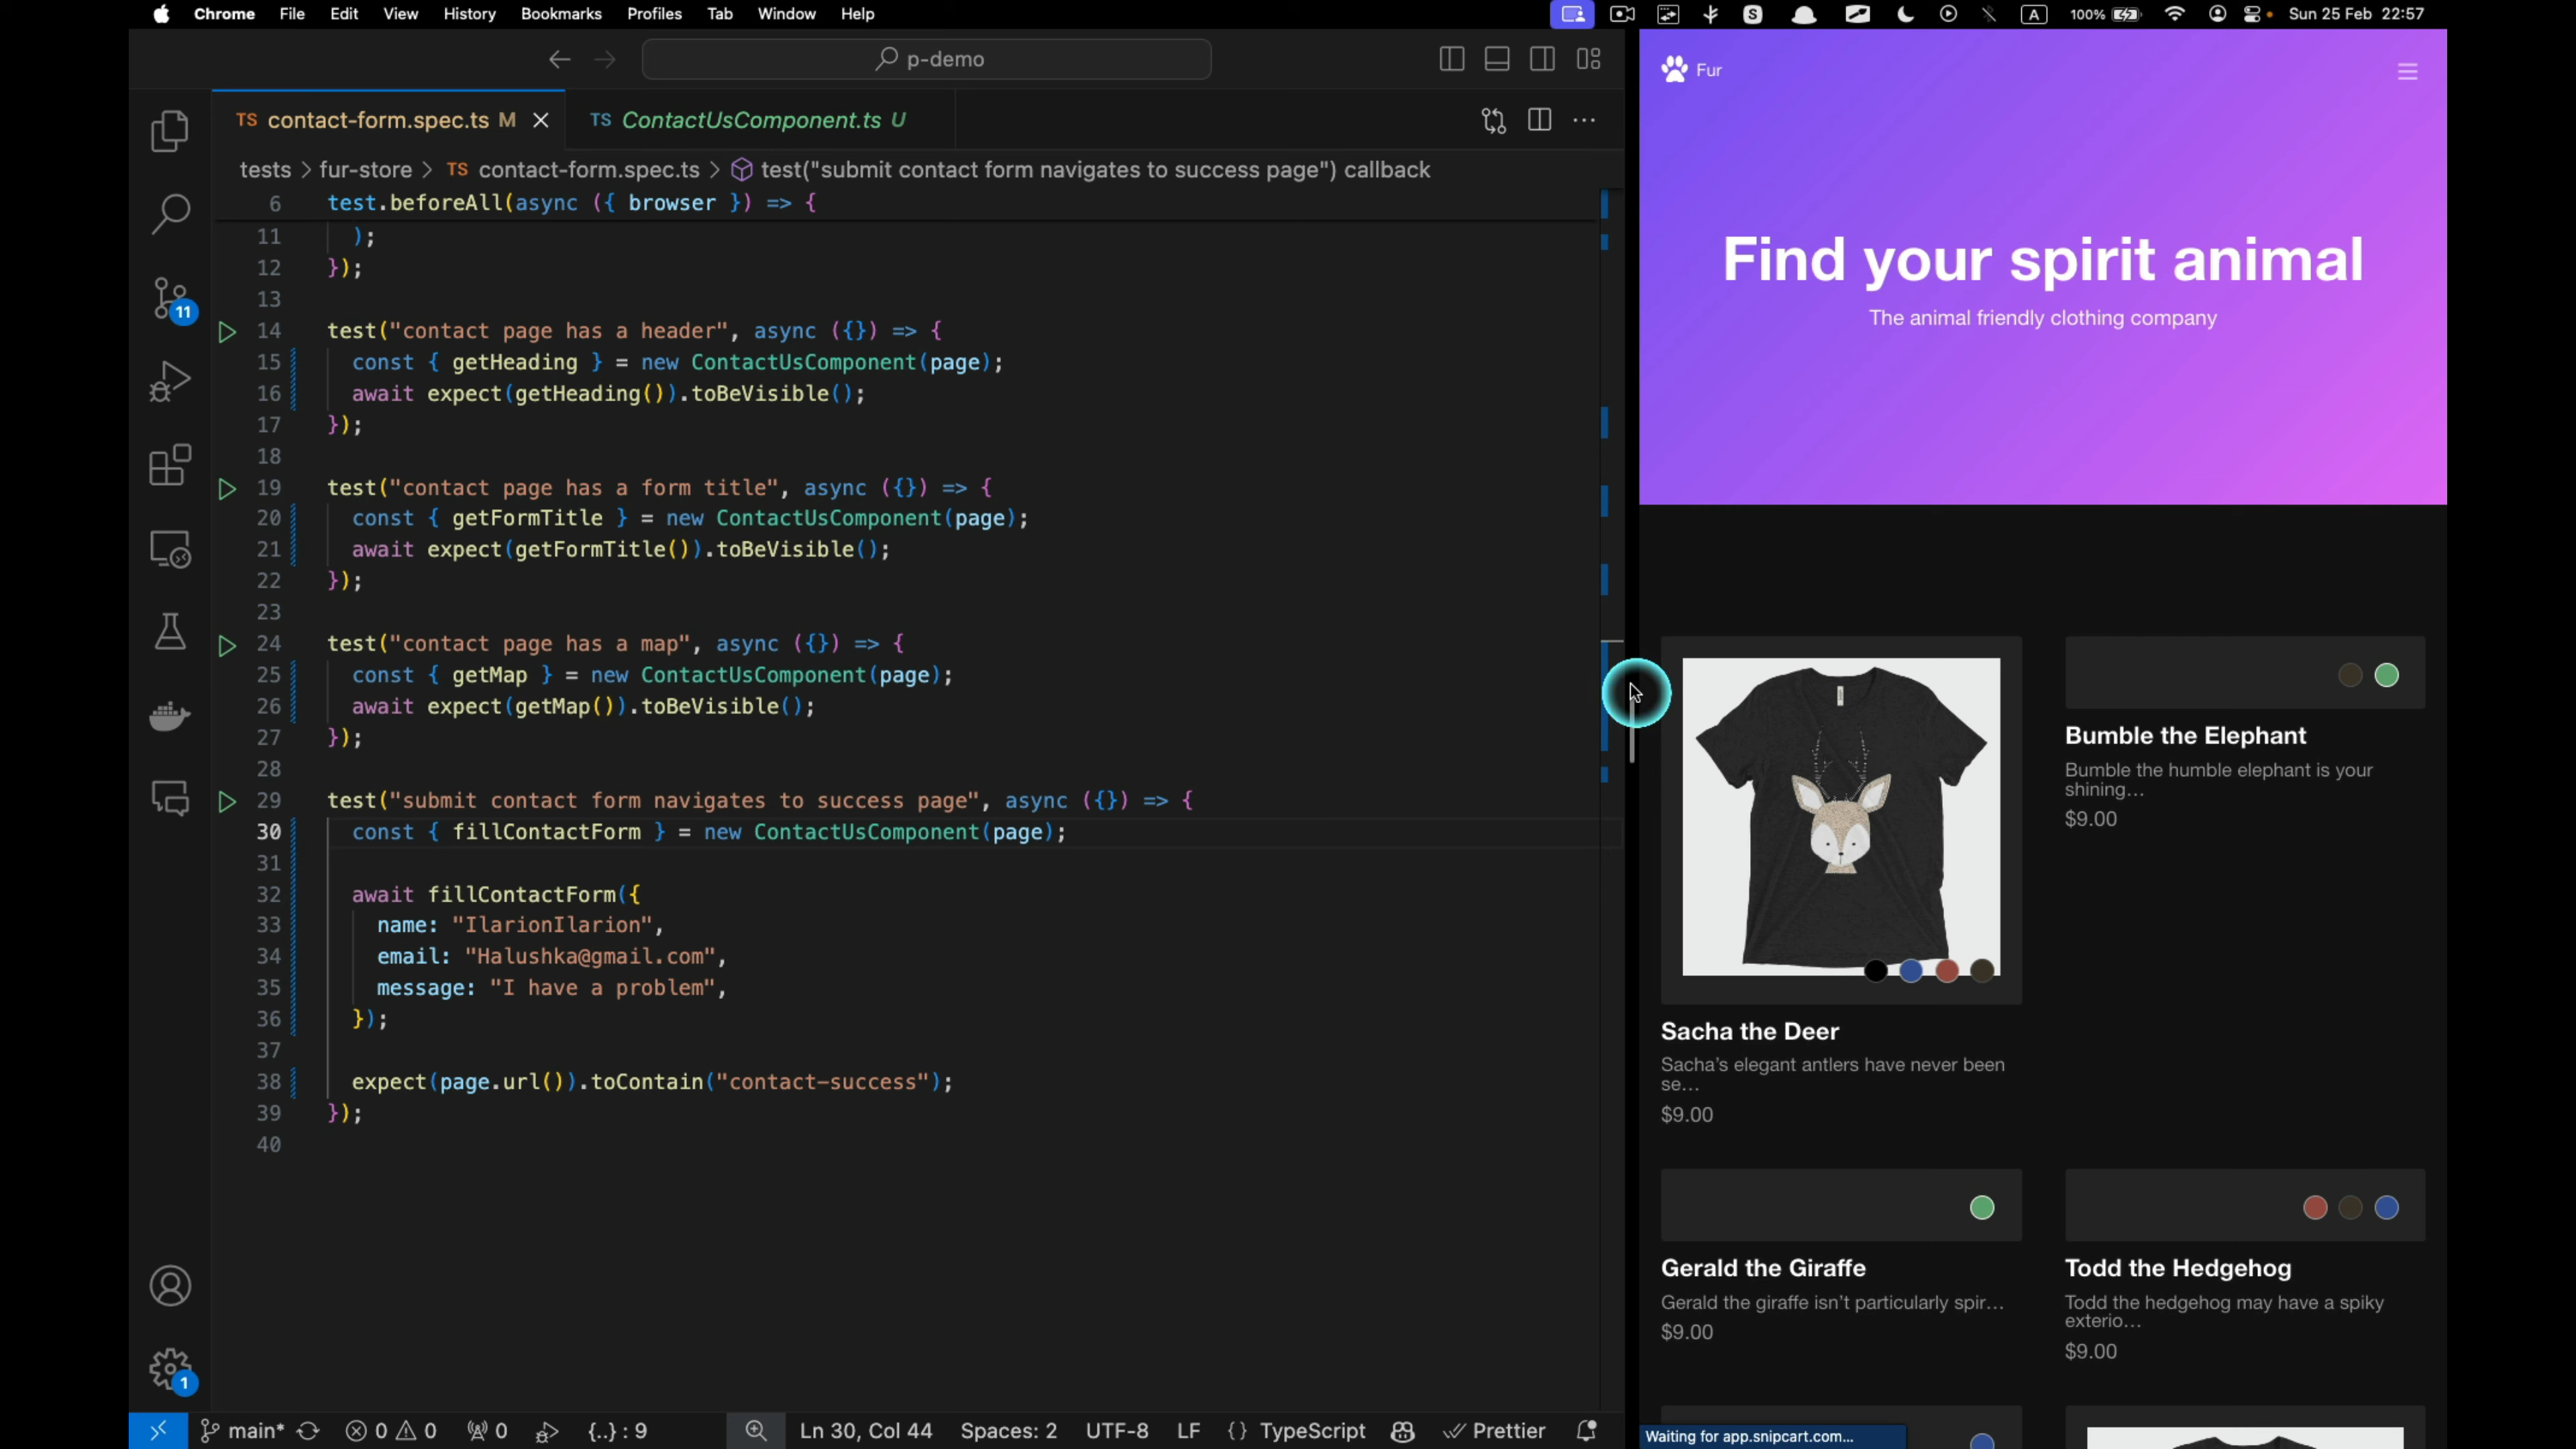 Chrome File Edit View History Bookmarks Profiles Tab Window Help
S A 100% Sun 25 Feb 22:57
p-demo
TS contact-form.spec.ts M
TS ContactUsComponent.ts U
tests > fur-store > TS contact-form.spec.ts > test("submit contact form navigates to success page") callback
6 test.beforeAll(async ({ browser }) => {
11 );
12 });
13
14 test("contact page has a header", async ({}) => {
15 const { getHeading } = new ContactUsComponent(page);
16 await expect(getHeading()).toBeVisible();
17 });
18
19 test("contact page has a form title", async ({}) => {
20 const { getFormTitle } = new ContactUsComponent(page);
21 await expect(getFormTitle()).toBeVisible();
22 });
23
24 test("contact page has a map", async ({}) => {
25 const { getMap } = new ContactUsComponent(page);
26 await expect(getMap()).toBeVisible();
27 });
28
29 test("submit contact form navigates to success page", async ({}) => {
30 const { fillContactForm } = new ContactUsComponent(page);
31
32 await fillContactForm({
33 name: "IlarionIlarion",
34 email: "Halushka@gmail.com",
35 message: "I have a problem",
36 });
37
38 expect(page.url()).toContain("contact-success");
39 });
40
11
1
main* 0 0 0 {..} : 9 Ln 30, Col 44 Spaces: 2 UTF-8 LF {} TypeScript Prettier
Fur
Find your spirit animal
The animal friendly clothing company
Sacha the Deer
Sacha's elegant antlers have never been
se...
$9.00
Bumble the Elephant
Bumble the humble elephant is your
shining...
$9.00
Gerald the Giraffe
Gerald the giraffe isn't particularly spir...
$9.00
Todd the Hedgehog
Todd the hedgehog may have a spiky
exterio...
$9.00
Waiting for app.snipcart.com...